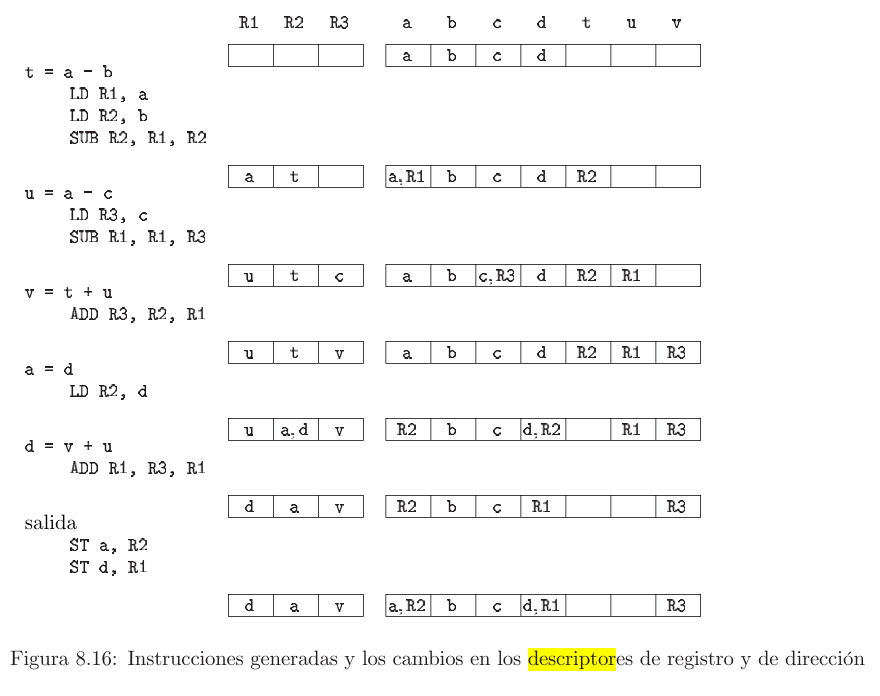 R1 R2 R3 a b c d t u v
a b c d
t = a - b
LD R1, a
LD R2, b
SUB R2, R1, R2
a t a,R1 b c d R2
u = a - c
LD R3, c
SUB R1, R1, R3
u t c a b c,R3 d R2 R1
v = t + u
ADD R3, R2, R1
u t v a b c d R2 R1 R3
a = d
LD R2, d
u a,d v R2 b c d,R2 R1 R3
d = v + u
ADD R1, R3, R1
d a v R2 b c R1 R3
salida
ST a, R2
ST d, R1
d a v a,R2 b c d,R1 R3
Figura 8.16: Instrucciones generadas y los cambios en los descriptores de registro y de dirección